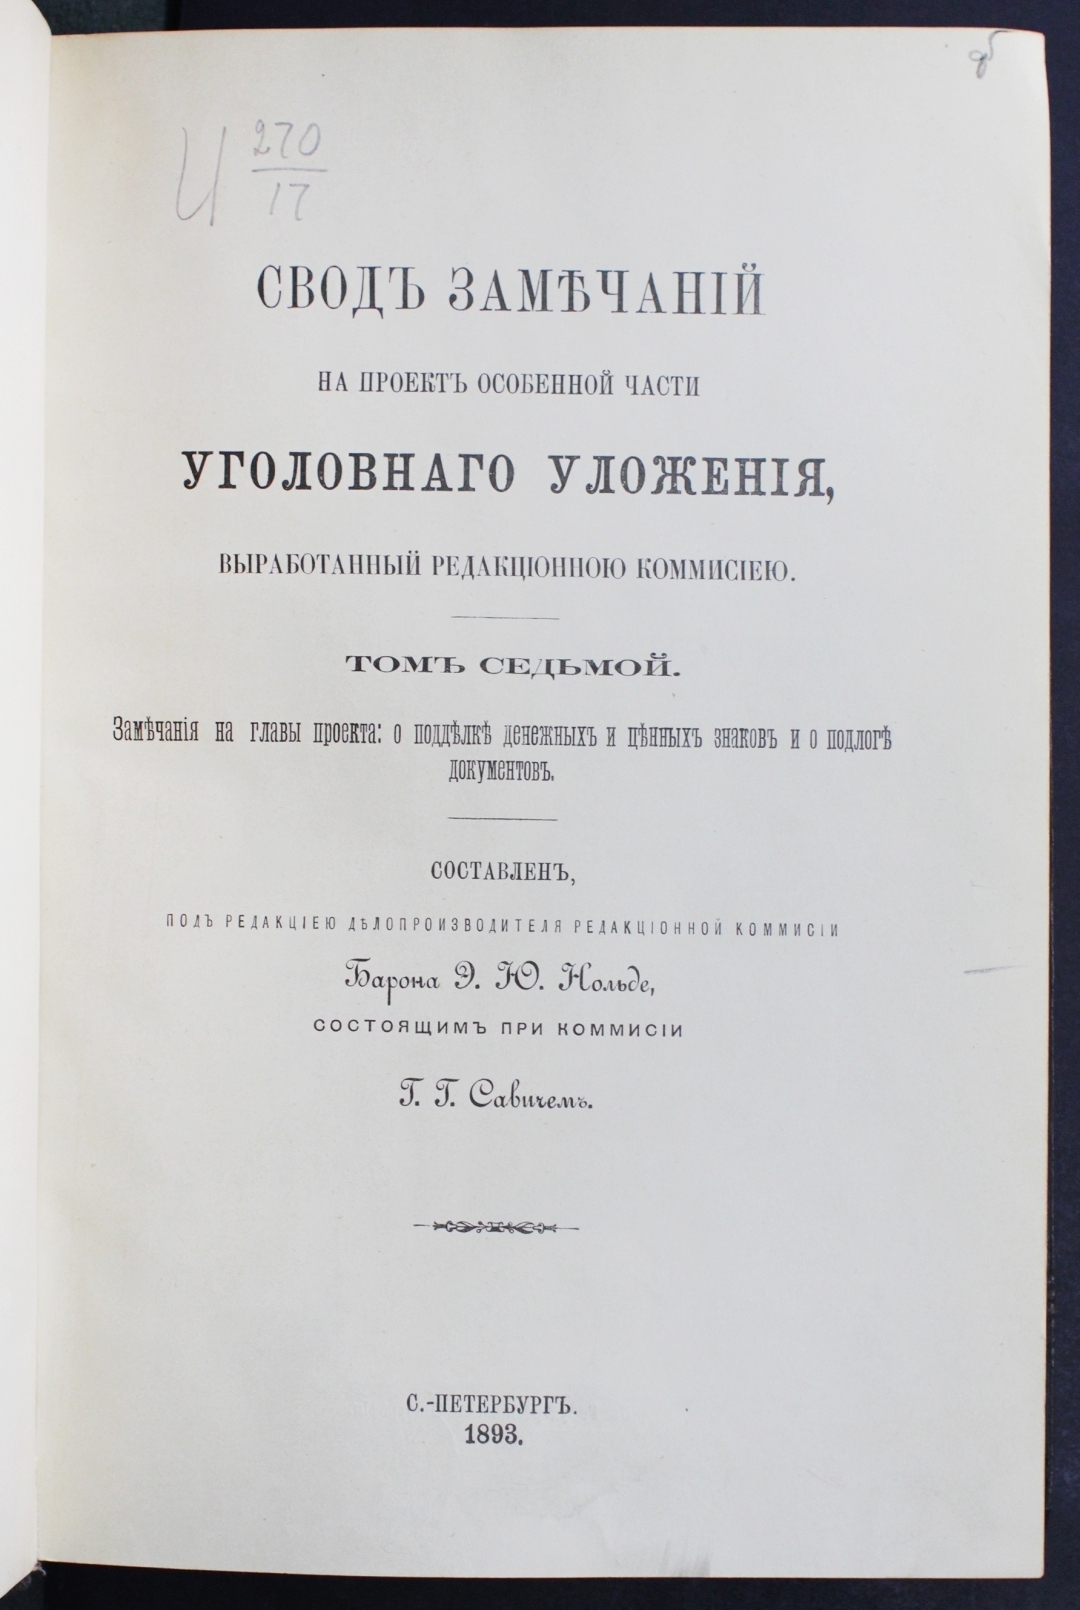 И 270
17
СВОДЪ ЗАМѢЧАНІЙ
НА ПРОЕКТЪ ОСОБЕННОЙ ЧАСТИ
УГОЛОВНАГО УЛОЖЕНІЯ,
ВЫРАБОТАННЫЙ РЕДАКЦІОННОЮ КОММИСІЕЮ.
ТОМЪ СЕДЬМОЙ.
Замѣчанія на главы проекта: о поддѣлкѣ денежныхъ и цѣнныхъ знаковъ и о подлогѣ
документовъ.
СОСТАВЛЕНЪ,
ПОДЪ РЕДАКЦІЕЮ ДѢЛОПРОИЗВОДИТЕЛЯ РЕДАКЦІОННОЙ КОММИСІИ
Барона Э. Ю. Нольде,
СОСТОЯЩИМЪ ПРИ КОММИСІИ
Г. Г. Савичемъ.
С.-ПЕТЕРБУРГЪ.
1893.